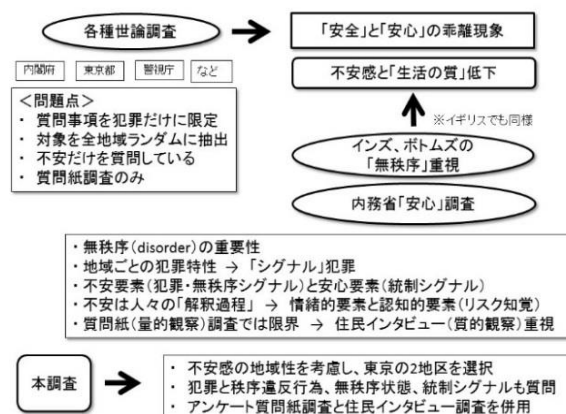 各種世論調査
「安全」と「安心」の乖離現象
内閣府
東京都
警視庁
など
不安感と「生活の質」低下
<問題点>
・ 質問事項を犯罪だけに限定
・ 対象を全地域ランダムに抽出
・ 不安だけを質問している
・ 質問紙調査のみ
※イギリスでも同様
インズ、ボトムズの
「無秩序」重視
内務省「安心」調査
・無秩序(disorder)の重要性
・地域ごとの犯罪特性 → 「シグナル」犯罪
・不安要素(犯罪・無秩序シグナル)と安心要素(統制シグナル)
・不安は人々の「解釈過程」 → 情緒的要素と認知的要素(リスク知覚)
・質問紙(量的観察)調査では限界 → 住民インタビュー(質的観察)重視
本調査
・ 不安感の地域性を考慮し、東京の2地区を選択
・ 犯罪と秩序違反行為、無秩序状態、統制シグナルも質問
・ アンケート質問紙調査と住民インタビュー調査を併用